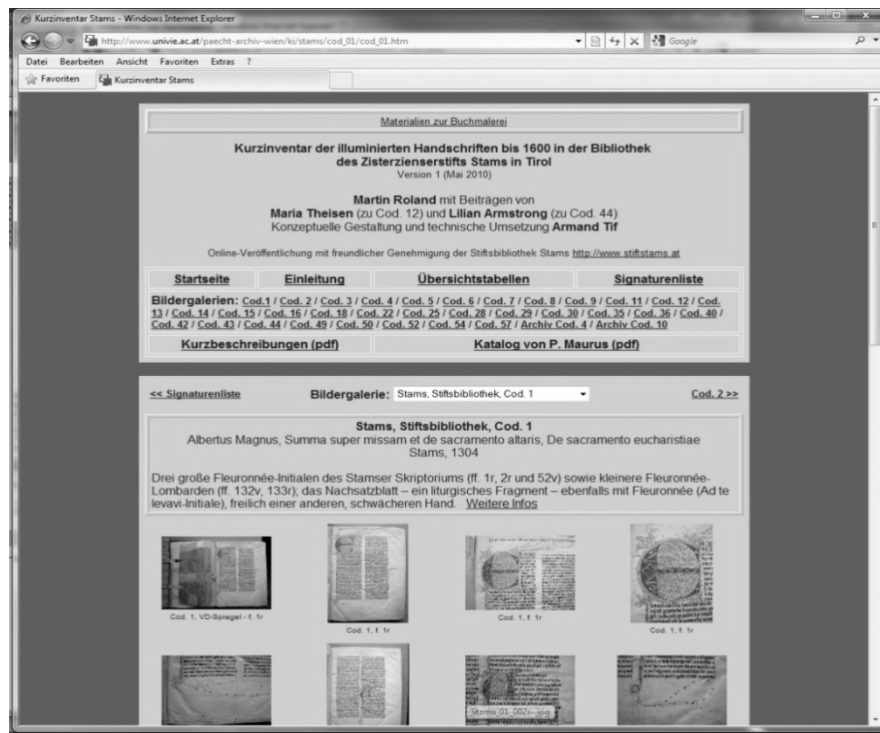 Kurzinventar Stams - Windows Internet Explorer
http://www.univie.ac.at/paecht-archiv-wien/ki/stams/cod_01/cod_01.htm
Google
Datei Bearbeiten Ansicht Favoriten Extras ?
Favoriten Kurzinventar Stams
Materialien zur Buchmalerei
Kurzinventar der illuminierten Handschriften bis 1600 in der Bibliothek
des Zisterzienserstifts Stams in Tirol
Version 1 (Mai 2010)
Martin Roland mit Beiträgen von
Maria Theisen (zu Cod. 12) und Lilian Armstrong (zu Cod. 44)
Konzeptuelle Gestaltung und technische Umsetzung Armand Tif
Online-Veröffentlichung mit freundlicher Genehmigung der Stiftsbibliothek Stams http://www.stiftstams.at
Startseite Einleitung Übersichtstabellen Signaturenliste
Bildergalerien: Cod.1 / Cod. 2 / Cod. 3 / Cod. 4 / Cod. 5 / Cod. 6 / Cod. 7 / Cod. 8 / Cod. 9 / Cod. 11 / Cod. 12 / Cod.
13 / Cod. 14 / Cod. 15 / Cod. 16 / Cod. 18 / Cod. 22 / Cod. 25 / Cod. 28 / Cod. 29 / Cod. 30 / Cod. 35 / Cod. 36 / Cod. 40 /
Cod. 42 / Cod. 43 / Cod. 44 / Cod. 49 / Cod. 50 / Cod. 52 / Cod. 54 / Cod. 57 / Archiv Cod. 4 / Archiv Cod. 10
Kurzbeschreibungen (pdf) Katalog von P. Maurus (pdf)
<< Signaturenliste Bildergalerie: Stams, Stiftsbibliothek, Cod. 1 Cod. 2 >>
Stams, Stiftsbibliothek, Cod. 1
Albertus Magnus, Summa super missam et de sacramento altaris, De sacramento eucharistiae
Stams, 1304
Drei große Fleuronnée-Initialen des Stamser Skriptoriums (ff. 1r, 2r und 52v) sowie kleinere Fleuronnée-
Lombarden (ff. 132v, 133r); das Nachsatzblatt – ein liturgisches Fragment – ebenfalls mit Fleuronnée (Ad te
levavi-Initiale), freilich einer anderen, schwächeren Hand. Weitere Infos
Cod. 1, VD-Spiegel - f. 1r
Cod. 1, f. 1r
Cod. 1, f. 1r
Cod. 1, f. 1r
Stams_01_002r-.jpg